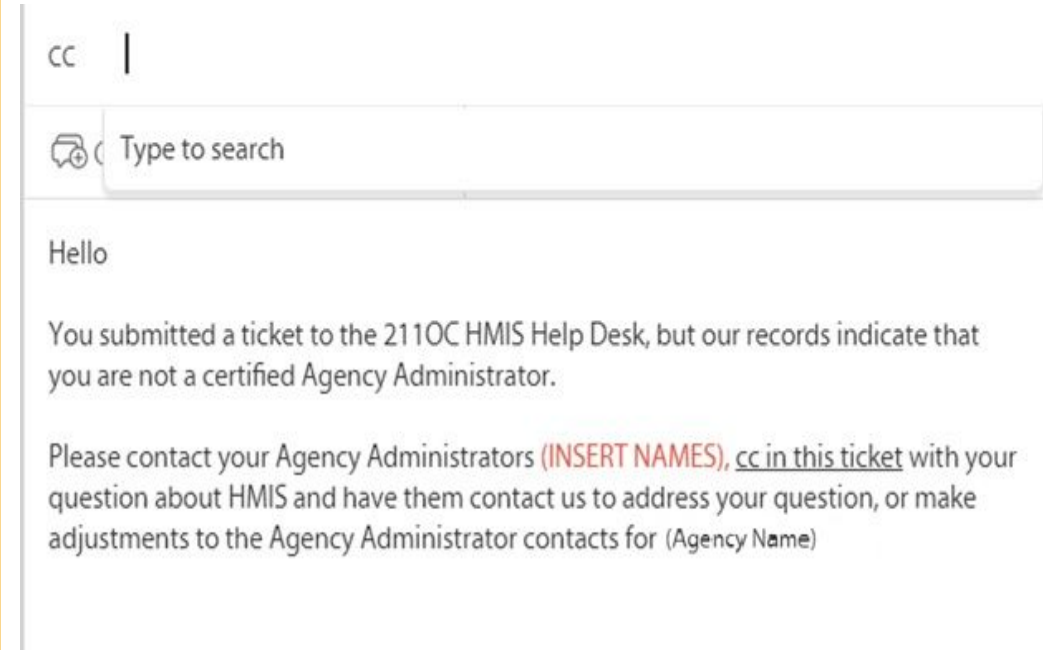 cc
Type to search
Hello
You submitted a ticket to the 211OC HMIS Help Desk, but our records indicate that
you are not a certified Agency Administrator.
Please contact your Agency Administrators (INSERT NAMES), cc in this ticket with your
question about HMIS and have them contact us to address your question, or make
adjustments to the Agency Administrator contacts for (Agency Name)